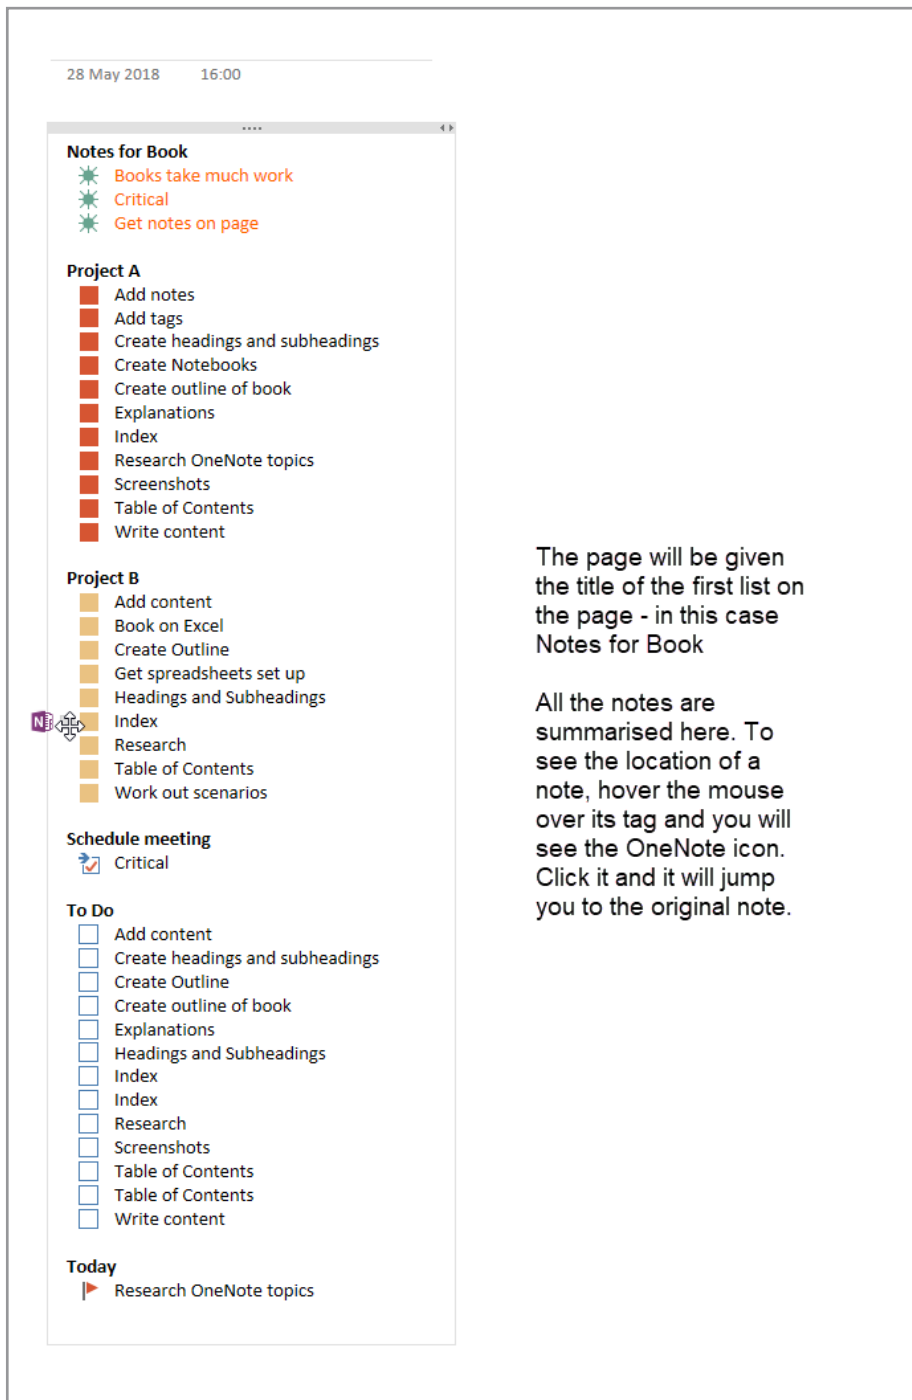 28 May 2018 16:00
Notes for Book
Books take much work
Critical
Get notes on page
Project A
Add notes
Add tags
Create headings and subheadings
Create Notebooks
Create outline of book
Explanations
Index
Research OneNote topics
Screenshots
Table of Contents
Write content
Project B
Add content
Book on Excel
Create Outline
Get spreadsheets set up
Headings and Subheadings
N
Index
Research
Table of Contents
Work out scenarios
Schedule meeting
Critical
To Do
Add content
Create headings and subheadings
Create Outline
Create outline of book
Explanations
Headings and Subheadings
Index
Index
Research
Screenshots
Table of Contents
Table of Contents
Write content
Today
Research OneNote topics
The page will be given
the title of the first list on
the page - in this case
Notes for Book
All the notes are
summarised here. To
see the location of a
note, hover the mouse
over its tag and you will
see the OneNote icon.
Click it and it will jump
you to the original note.